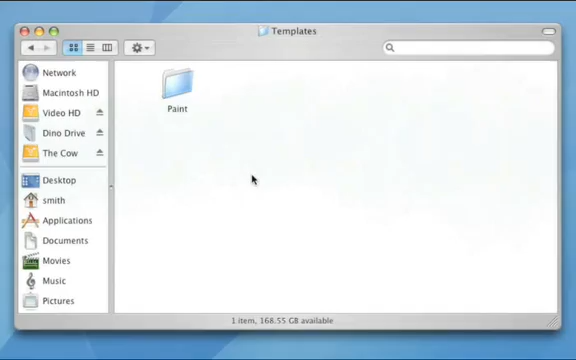 Templates
Network
Macintosh HD
Video HD
Dino Drive
The Cow
Desktop
smith
Applications
Documents
Movies
Music
Pictures
Paint
1 item, 168.55 GB available